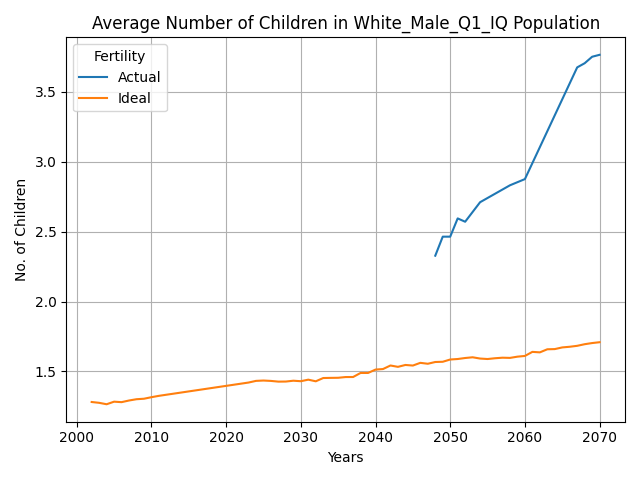 Average Number of Children in White_Male_Q1_IQ Population
Fertility
Actual
Ideal
No. of Children
3.5
3.0
2.5
2.0
1.5
2000 2010 2020 2030 2040 2050 2060 2070
Years